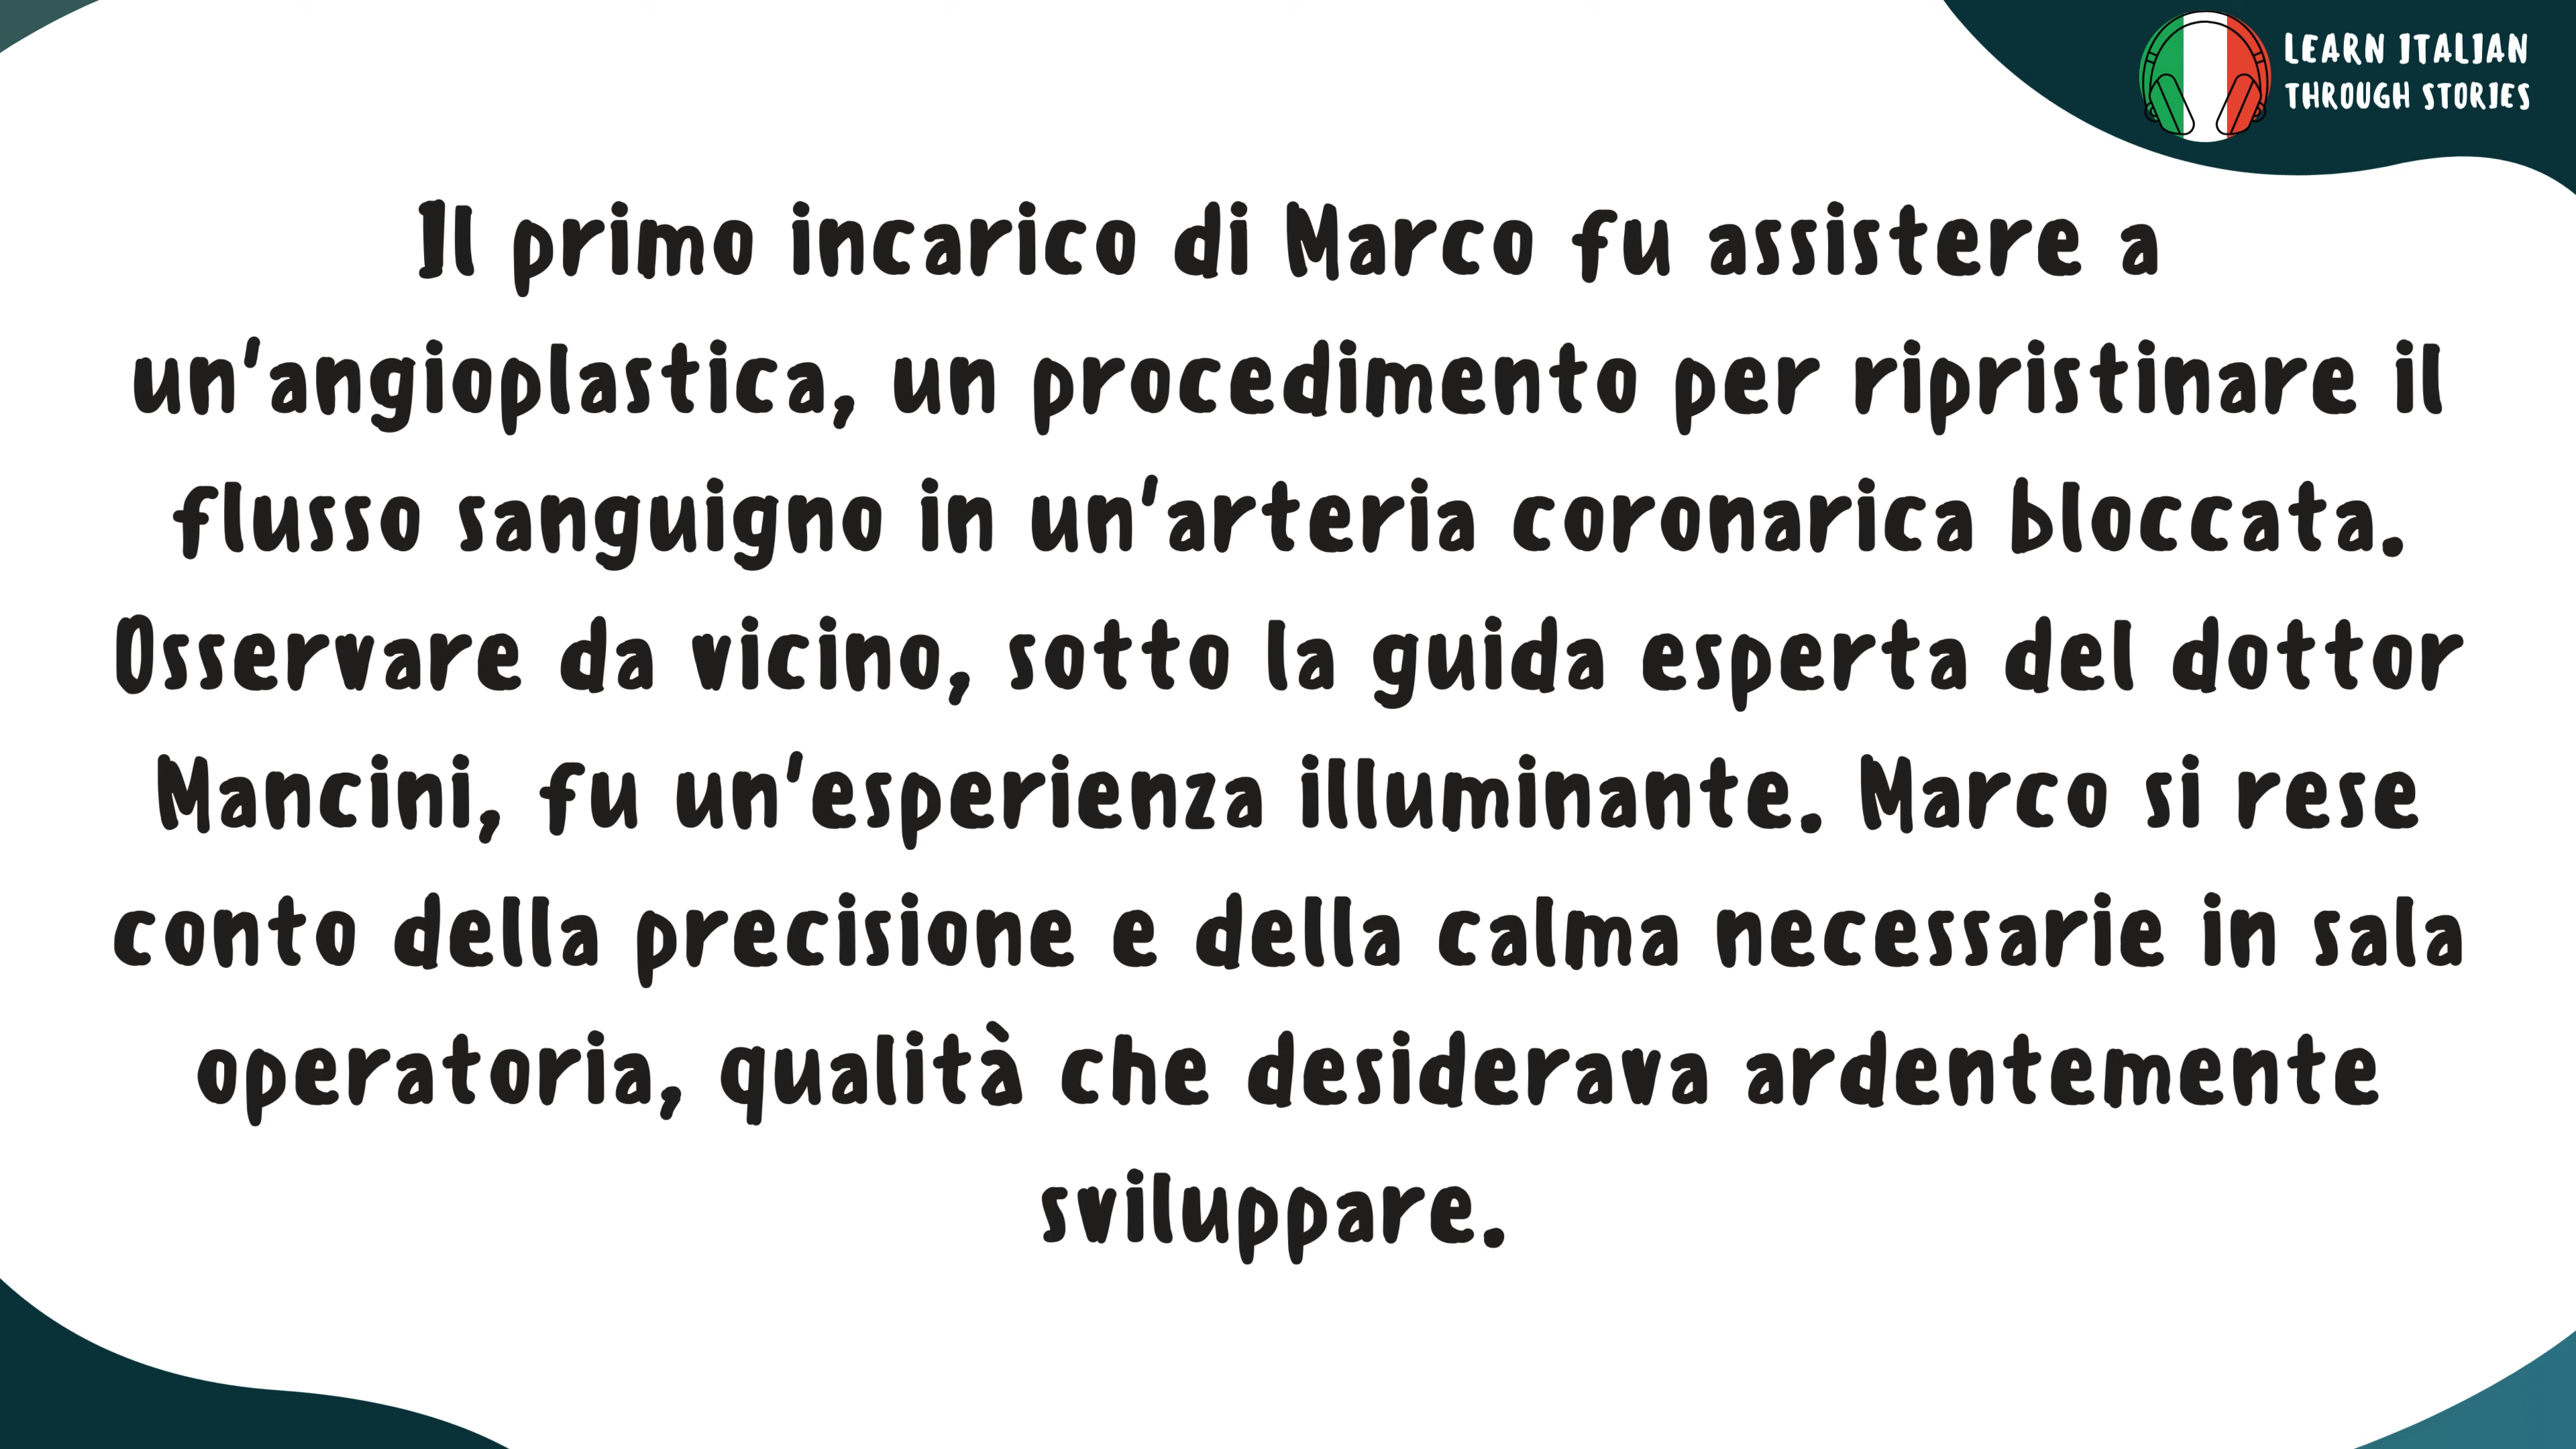 LEARN ITALIAN
THROUGH STORIES
Il primo incarico di Marco fu assistere a
un'angioplastica, un procedimento per ripristinare il
flusso sanguigno in un'arteria coronarica bloccata.
Osservare da vicino, sotto la guida esperta del dottor
Mancini, fu un'esperienza illuminante. Marco si rese
conto della precisione e della calma necessarie in sala
operatoria, qualità che desiderava ardentemente
sviluppare.